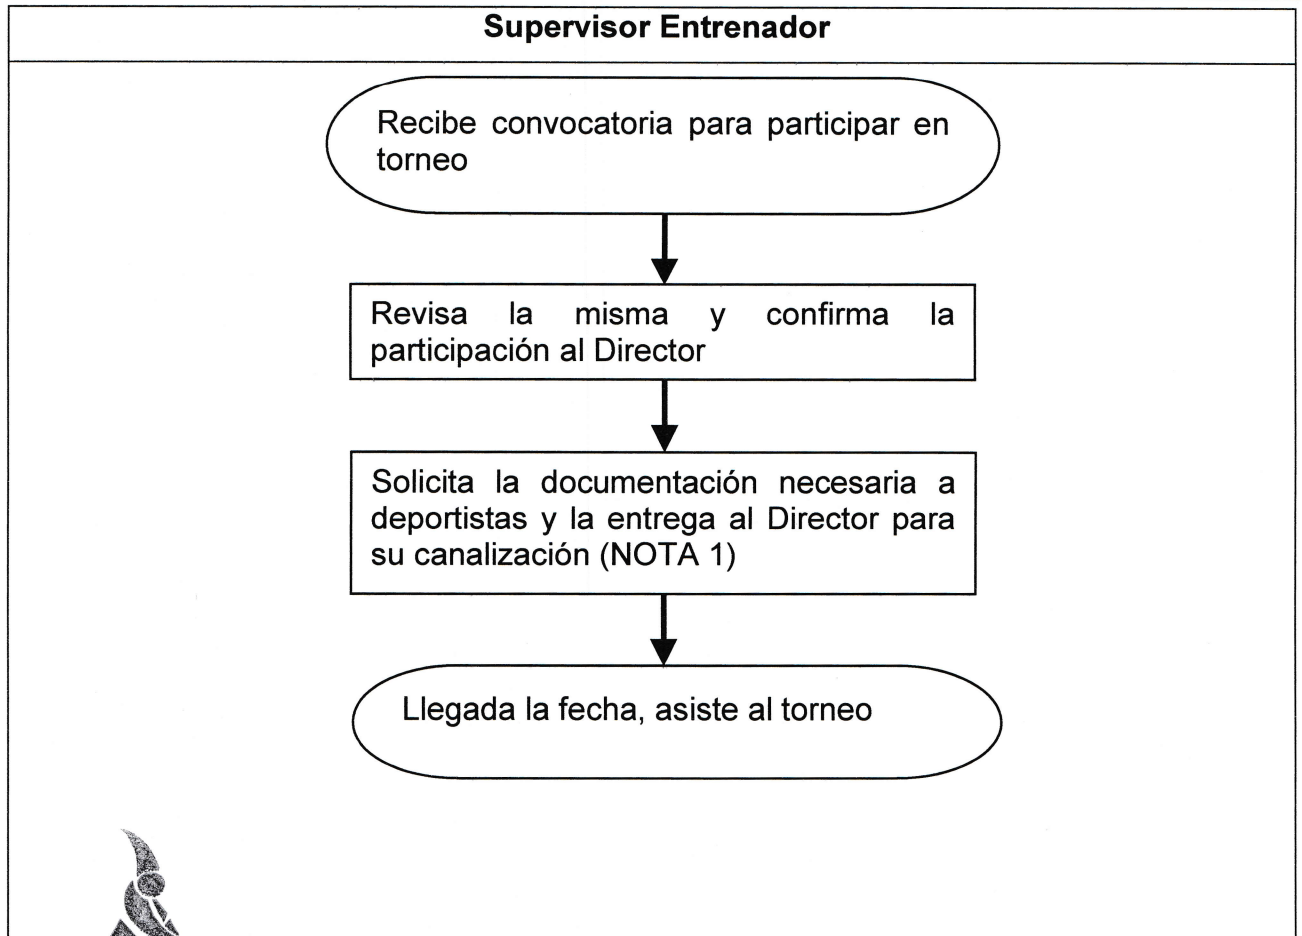 Supervisor Entrenador
Recibe convocatoria para participar en
torneo
Revisa la misma y confirma la
participación al Director
Solicita la documentación necesaria a
deportistas y la entrega al Director para
su canalización (NOTA 1)
Llegada la fecha, asiste al torneo